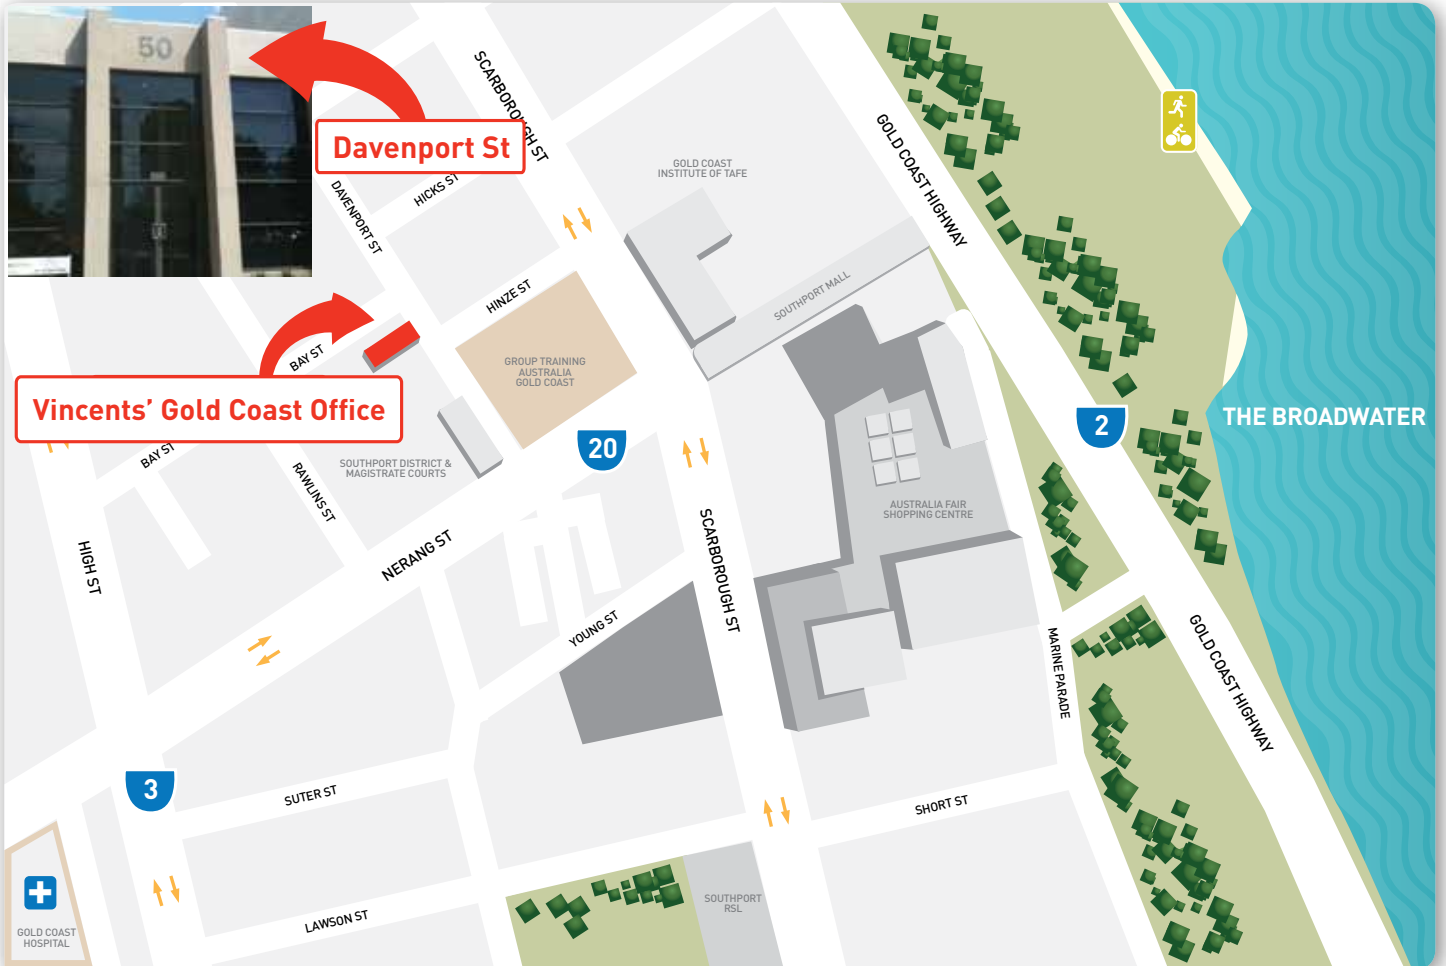 50
Davenport St
SCARBOROUGH ST
GOLD COAST HIGHWAY
GOLD COAST
INSTITUTE OF TAFE
DAVENPORT ST
HICKS ST
HINZE ST
SOUTHPORT MALL
BAY ST
GROUP TRAINING
AUSTRALIA
GOLD COAST
Vincents’ Gold Coast Office
THE BROADWATER
2
20
BAY ST
SOUTHPORT DISTRICT &
MAGISTRATE COURTS
RAWLINS ST
AUSTRALIA FAIR
SHOPPING CENTRE
NERANG ST
HIGH ST
SCARBOROUGH ST
YOUNG ST
MARINE PARADE
GOLD COAST HIGHWAY
3
SUTER ST
SHORT ST
LAWSON ST
SOUTHPORT
RSL
GOLD COAST
HOSPITAL